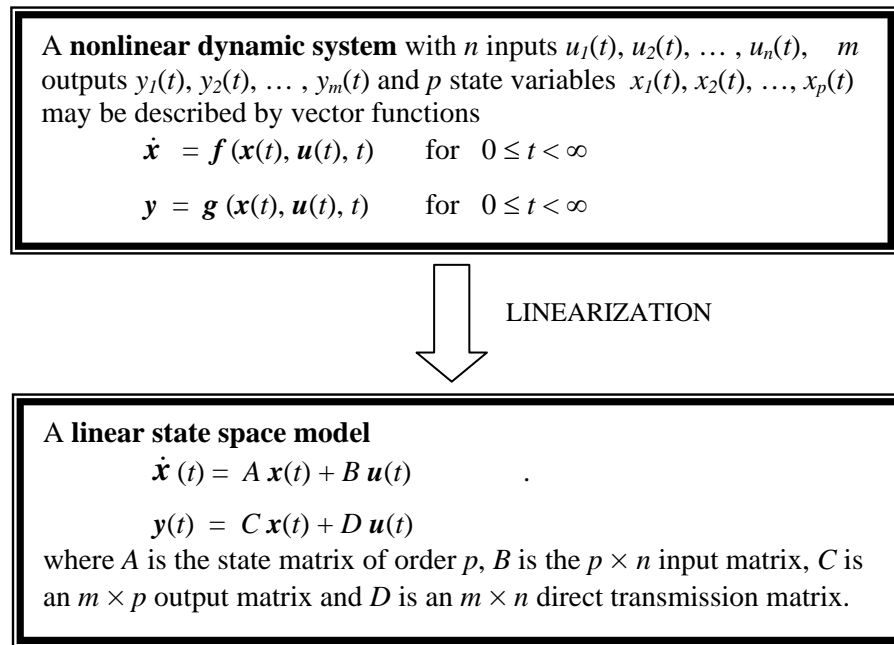 A nonlinear dynamic system with n inputs u1(t), u2(t), … , un(t), m
outputs y1(t), y2(t), … , ym(t) and p state variables x1(t), x2(t), …, xp(t)
may be described by vector functions
ẋ = f (x(t), u(t), t) for 0 ≤ t < ∞
y = g (x(t), u(t), t) for 0 ≤ t < ∞
LINEARIZATION
A linear state space model
ẋ (t) = A x(t) + B u(t) .
y(t) = C x(t) + D u(t)
where A is the state matrix of order p, B is the p × n input matrix, C is
an m × p output matrix and D is an m × n direct transmission matrix.